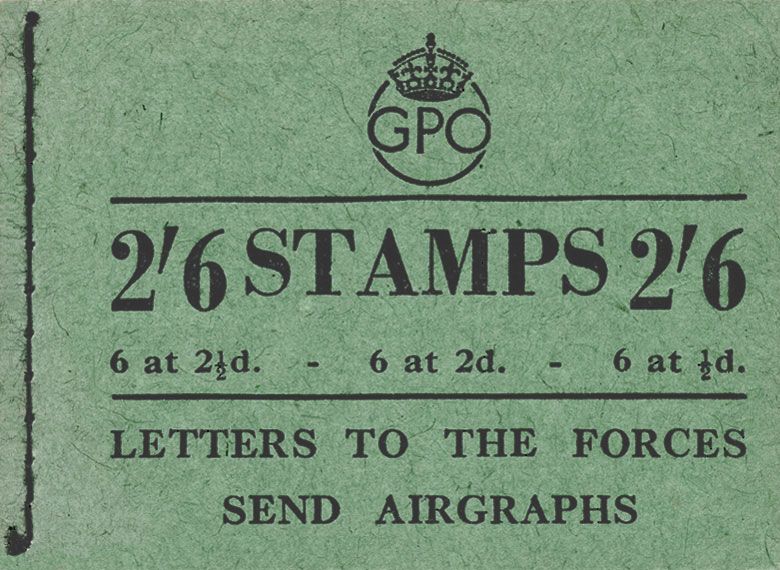 GPO
2'6 STAMPS 2'6
6 at 2½d. - 6 at 2d. - 6 at ½d.
LETTERS TO THE FORCES
SEND AIRGRAPHS